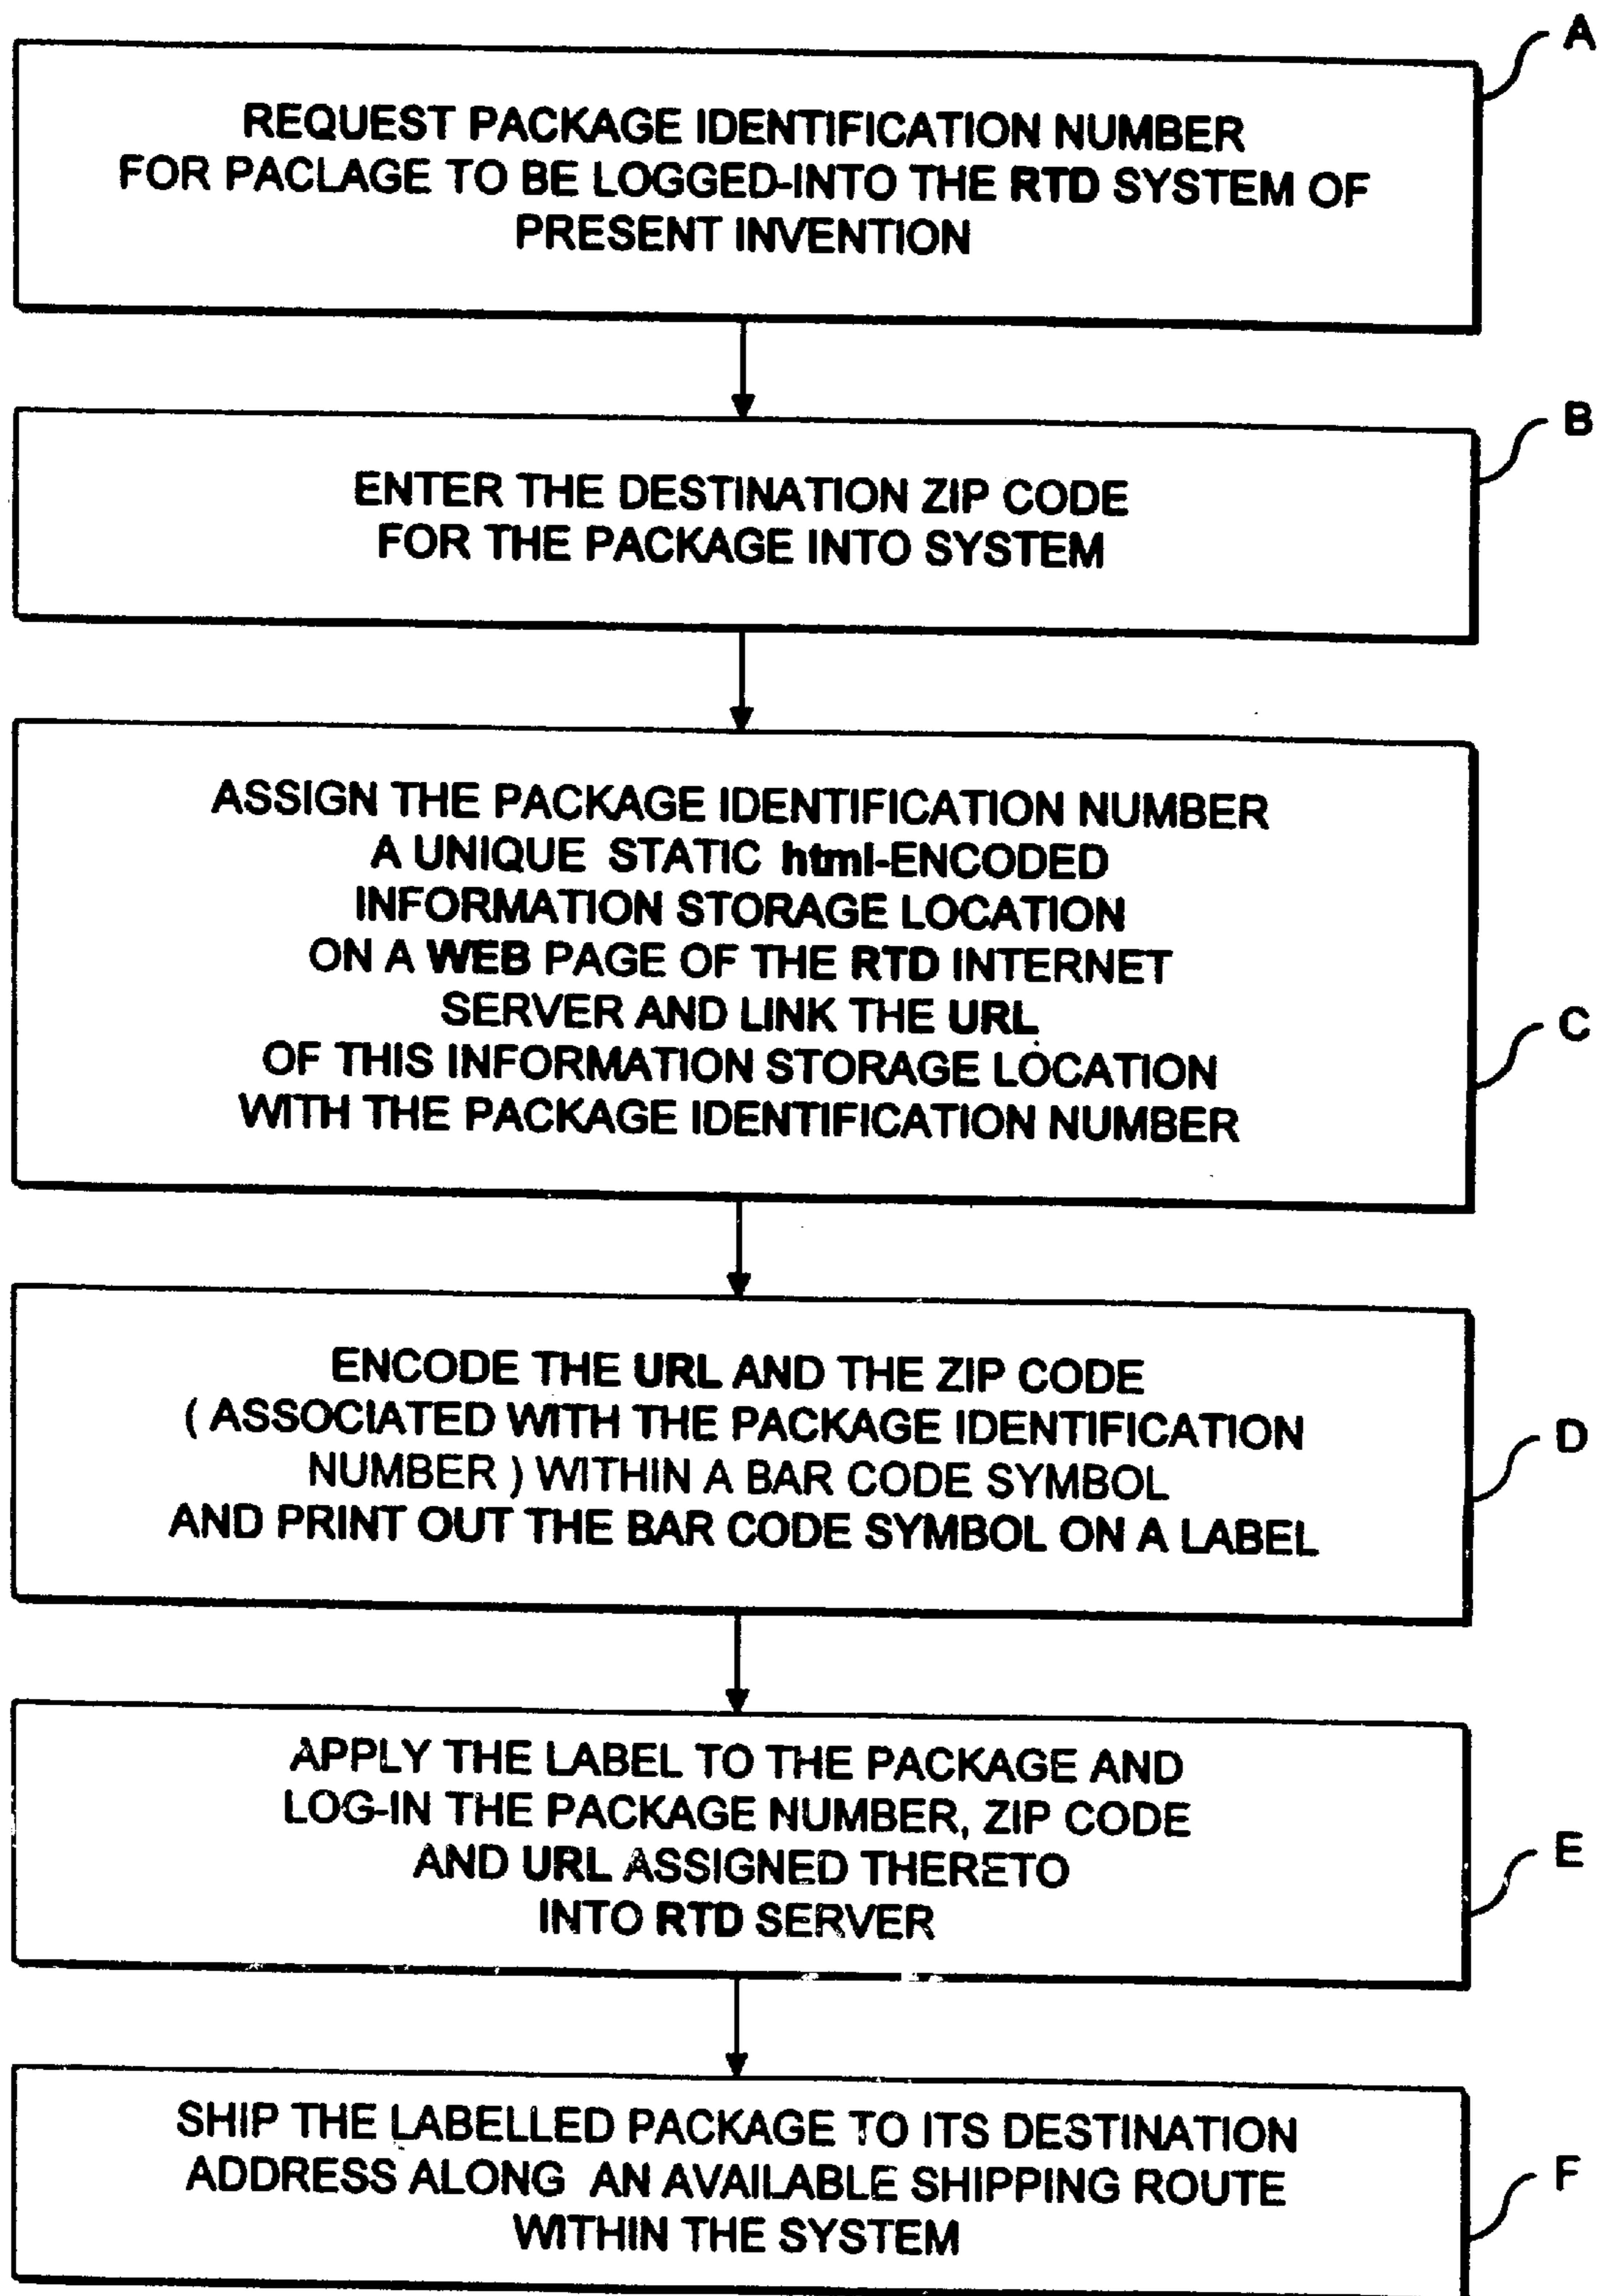 A
REQUEST PACKAGE IDENTIFICATION NUMBER
FOR PACLAGE TO BE LOGGED-INTO THE RTD SYSTEM OF
PRESENT INVENTION
B
ENTER THE DESTINATION ZIP CODE
FOR THE PACKAGE INTO SYSTEM
ASSIGN THE PACKAGE IDENTIFICATION NUMBER
A UNIQUE STATIC html-ENCODED
INFORMATION STORAGE LOCATION
ON A WEB PAGE OF THE RTD INTERNET
SERVER AND LINK THE URL
OF THIS INFORMATION STORAGE LOCATION
WITH THE PACKAGE IDENTIFICATION NUMBER
C
ENCODE THE URL AND THE ZIP CODE
( ASSOCIATED WITH THE PACKAGE IDENTIFICATION
NUMBER ) WITHIN A BAR CODE SYMBOL
AND PRINT OUT THE BAR CODE SYMBOL ON A LABEL
D
APPLY THE LABEL TO THE PACKAGE AND
LOG-IN THE PACKAGE NUMBER, ZIP CODE
AND URL ASSIGNED THERETO
INTO RTD SERVER
E
SHIP THE LABELLED PACKAGE TO ITS DESTINATION
ADDRESS ALONG AN AVAILABLE SHIPPING ROUTE
WITHIN THE SYSTEM
F